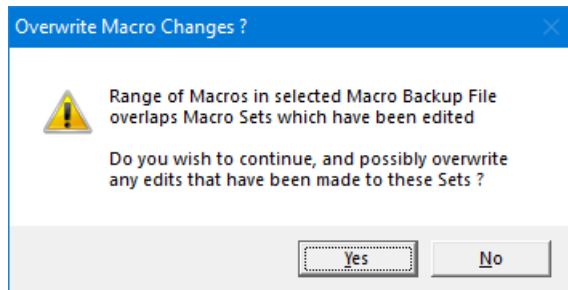 Overwrite Macro Changes ?
Range of Macros in selected Macro Backup File
overlaps Macro Sets which have been edited
Do you wish to continue, and possibly overwrite
any edits that have been made to these Sets ?
Yes
No